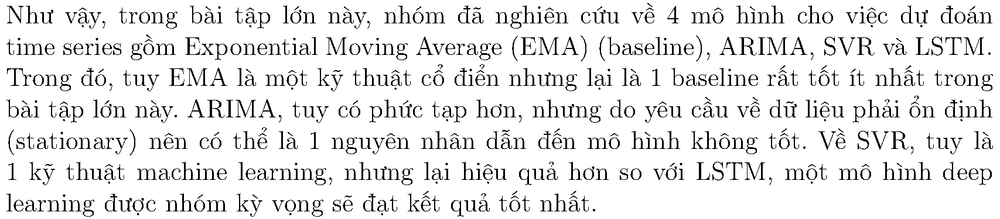 Như vậy, trong bài tập lớn này, nhóm đã nghiên cứu về 4 mô hình cho việc dự đoán
time series gồm Exponential Moving Average (EMA) (baseline), ARIMA, SVR và LSTM.
Trong đó, tuy EMA là một kỹ thuật cổ điển nhưng lại là 1 baseline rất tốt ít nhất trong
bài tập lớn này. ARIMA, tuy có phức tạp hơn, nhưng do yêu cầu về dữ liệu phải ổn định
(stationary) nên có thể là 1 nguyên nhân dẫn đến mô hình không tốt. Về SVR, tuy là
1 kỹ thuật machine learning, nhưng lại hiệu quả hơn so với LSTM, một mô hình deep
learning được nhóm kỳ vọng sẽ đạt kết quả tốt nhất.